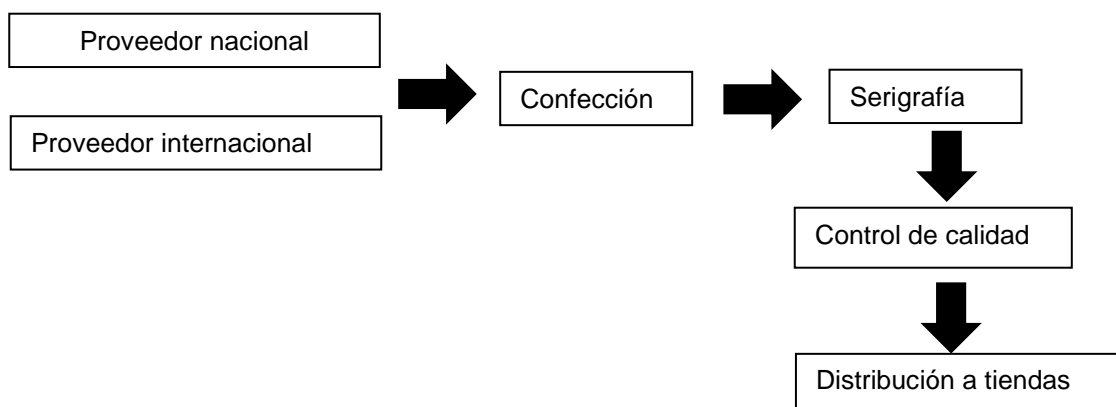 Proveedor nacional
Proveedor internacional
Confección
Serigrafía
Control de calidad
Distribución a tiendas